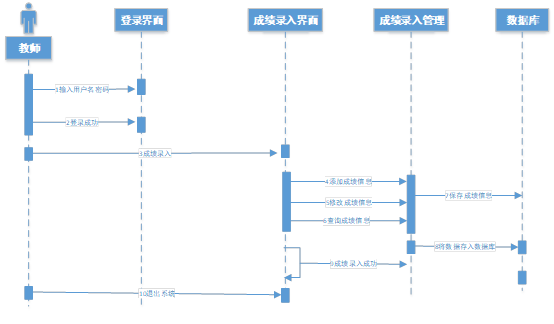 教师
登录界面
成绩录入界面
成绩录入管理
数据库
1输入用户名密码
2登录成功
3成绩录入
4添加成绩信息
5修改成绩信息
6查询成绩信息
7保存成绩信息
8将数据存入数据库
9成绩录入成功
10退出系统